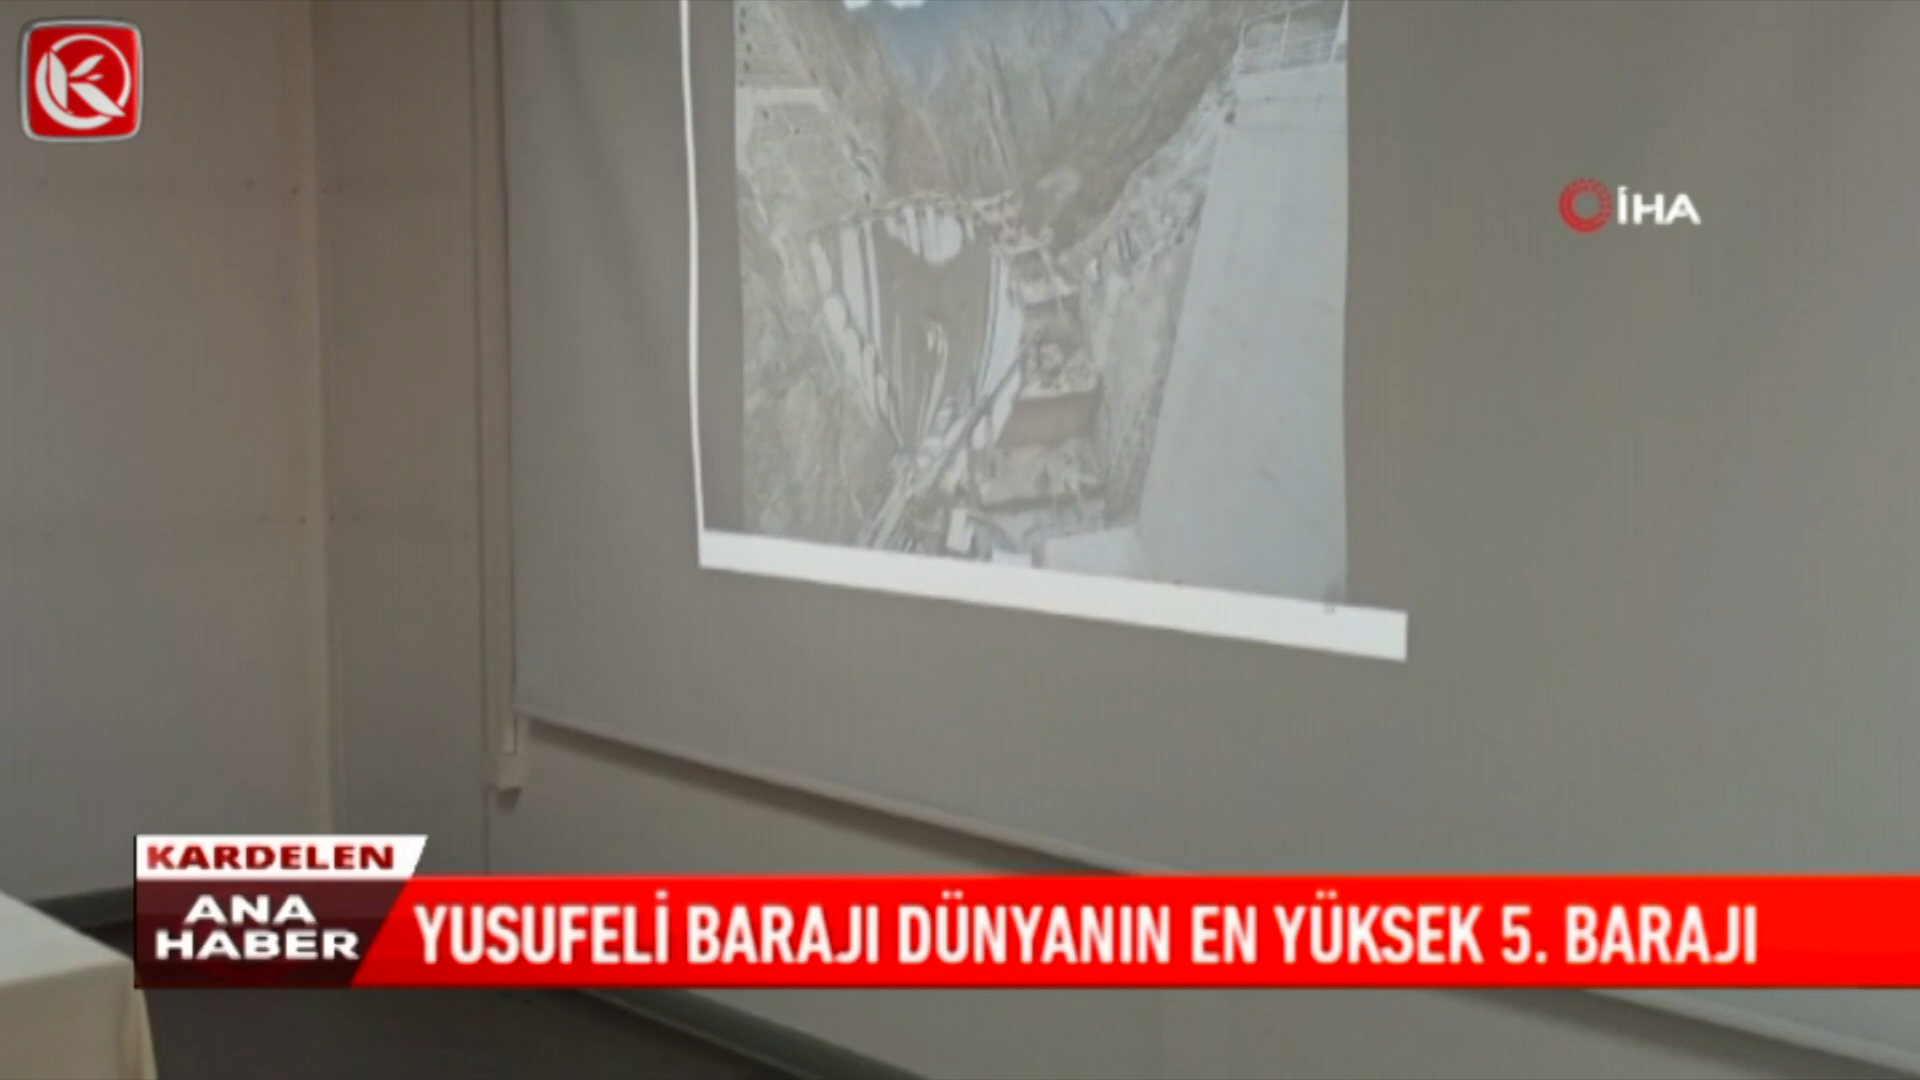 İHA
KARDELEN
ANA
HABER
YUSUFELİ BARAJI DÜNYANIN EN YÜKSEK 5. BARAJI